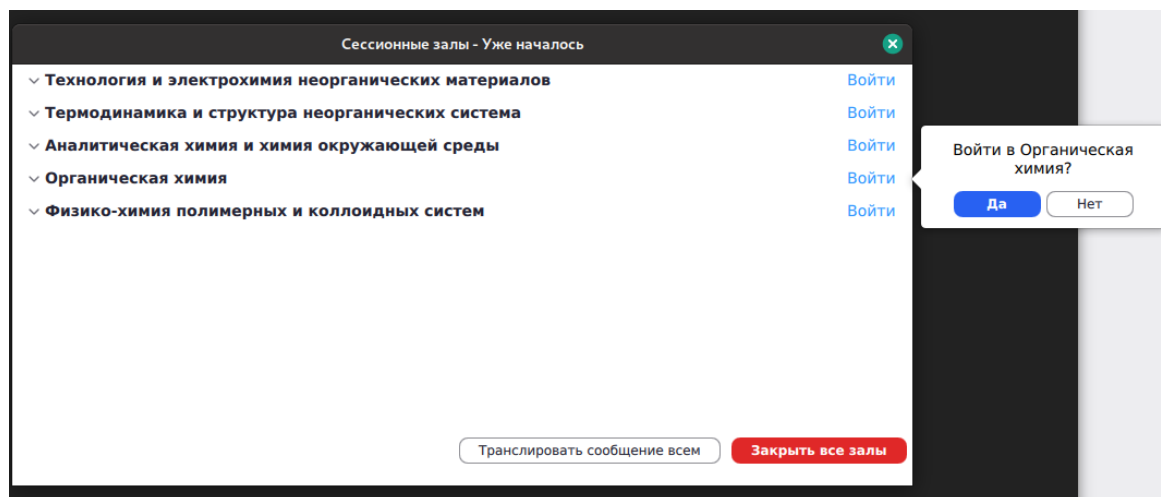 Сессионные залы - Уже началось
Технология и электрохимия неорганических материалов Войти
Термодинамика и структура неорганических система Войти
Аналитическая химия и химия окружающей среды Войти
Органическая химия Войти
Физико-химия полимерных и коллоидных систем Войти
Войти в Органическая
химия?
Да Нет
Транслировать сообщение всем Закрыть все залы